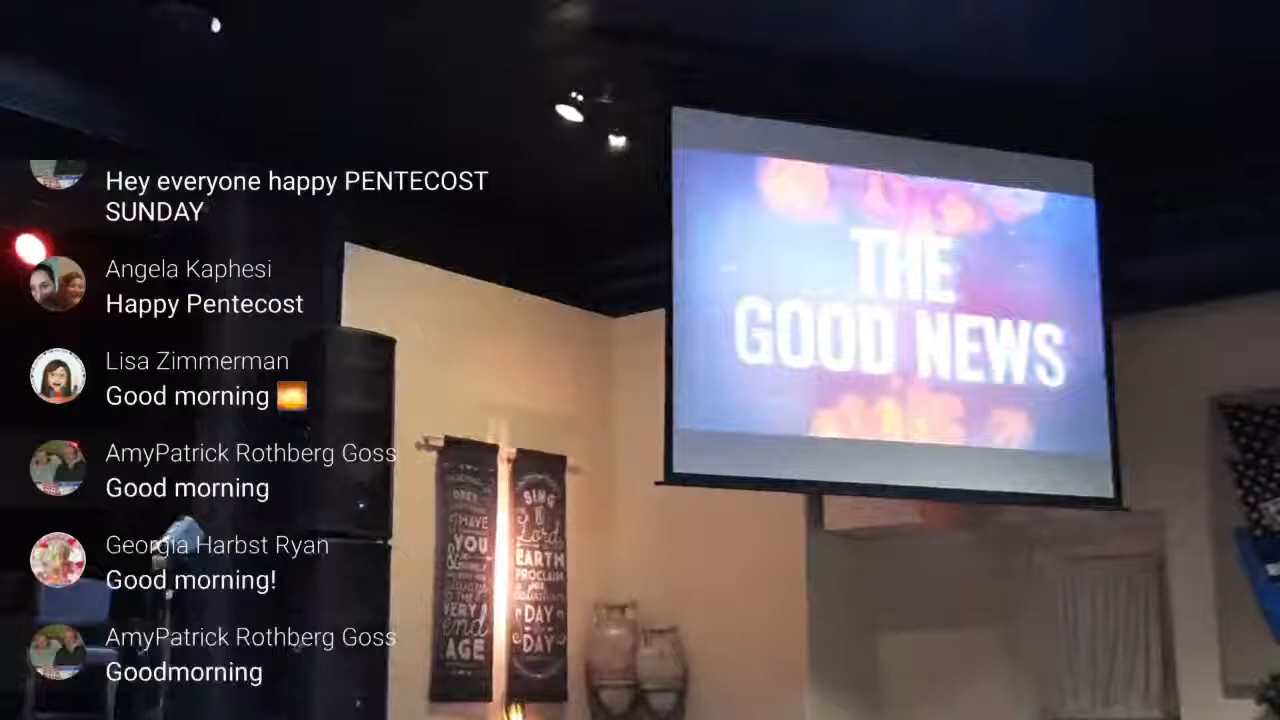 Hey everyone happy PENTECOST
SUNDAY
Angela Kaphesi
Happy Pentecost
Lisa Zimmerman
Good morning
AmyPatrick Rothberg Goss
Good morning
Georgia Harbst Ryan
Good morning!
AmyPatrick Rothberg Goss
Goodmorning
THE
GOOD NEWS
OBEY
HAVE
YOU
&
always
VERY
end
AGE
SING
Lord
EARTH
PROCLAIM
DAY
DAY